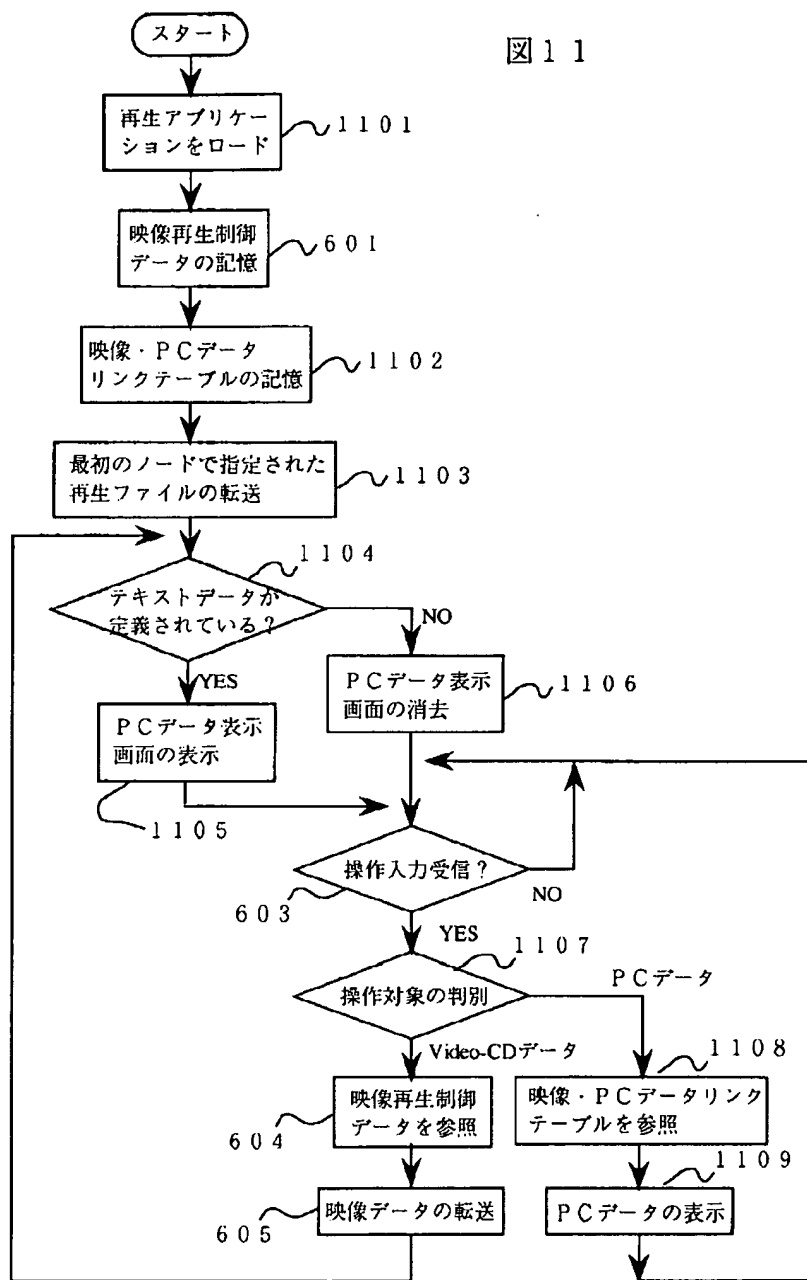 図11
スタート
再生アプリケー
ションをロード
1101
映像再生制御
データの記憶
601
映像・PCデータ
リンクテーブルの記憶
1102
最初のノードで指定された
再生ファイルの転送
1103
1104
テキストデータが
定義されている?
NO
YES
PCデータ表示
画面の消去
1106
PCデータ表示
画面の表示
1105
操作入力受信?
NO
603
YES
1107
操作対象の判別
PCデータ
Video-CDデータ
1108
映像再生制御
データを参照
604
映像・PCデータリンク
テーブルを参照
1109
映像データの転送
605
PCデータの表示